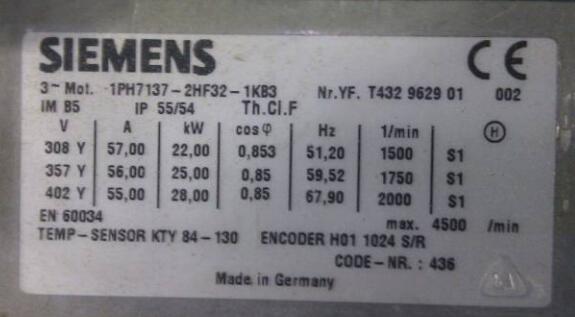 SIEMENS CE
3~ Mot. 1PH7137-2HF32-1KB3 Nr.YF. T432 9629 01 002
IM B5 IP 55/54 Th.Cl.F
V A kW cosφ Hz 1/min H
308 Y 57,00 22,00 0,853 51,20 1500 S1
357 Y 56,00 25,00 0,85 59,52 1750 S1
402 Y 55,00 28,00 0,85 67,90 2000 S1
EN 60034 max. 4500 /min
TEMP-SENSOR KTY 84-130 ENCODER H01 1024 S/R
CODE-NR. : 436
Made in Germany